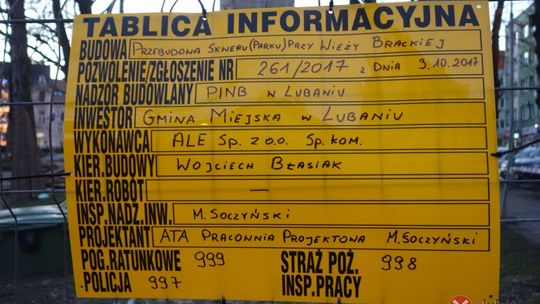 TABLICA INFORMACYJNA
BUDOWA PRZEBUDOWA SKWERU (PARKU) PRZY WIEŻY BRACKIEJ
POZWOLENIE/ZGŁOSZENIE NR 261/2017 Z DNIA 3.10.2017
NADZÓR BUDOWLANY PINB W LUBANIU
INWESTOR GMINA MIEJSKA W LUBANIU
WYKONAWCA ALE SP. Z O.O. SP. KOM.
KIER.BUDOWY WOJCIECH BŁASIAK
KIER.ROBÓT —
INSP.NADZ.INW. M. SOCZYŃSKI
PROJEKTANT ATA PRACOWNIA PROJEKTOWA M. SOCZYŃSKI
POG.RATUNKOWE 999 STRAŻ POŻ. 998
POLICJA 997 INSP.PRACY